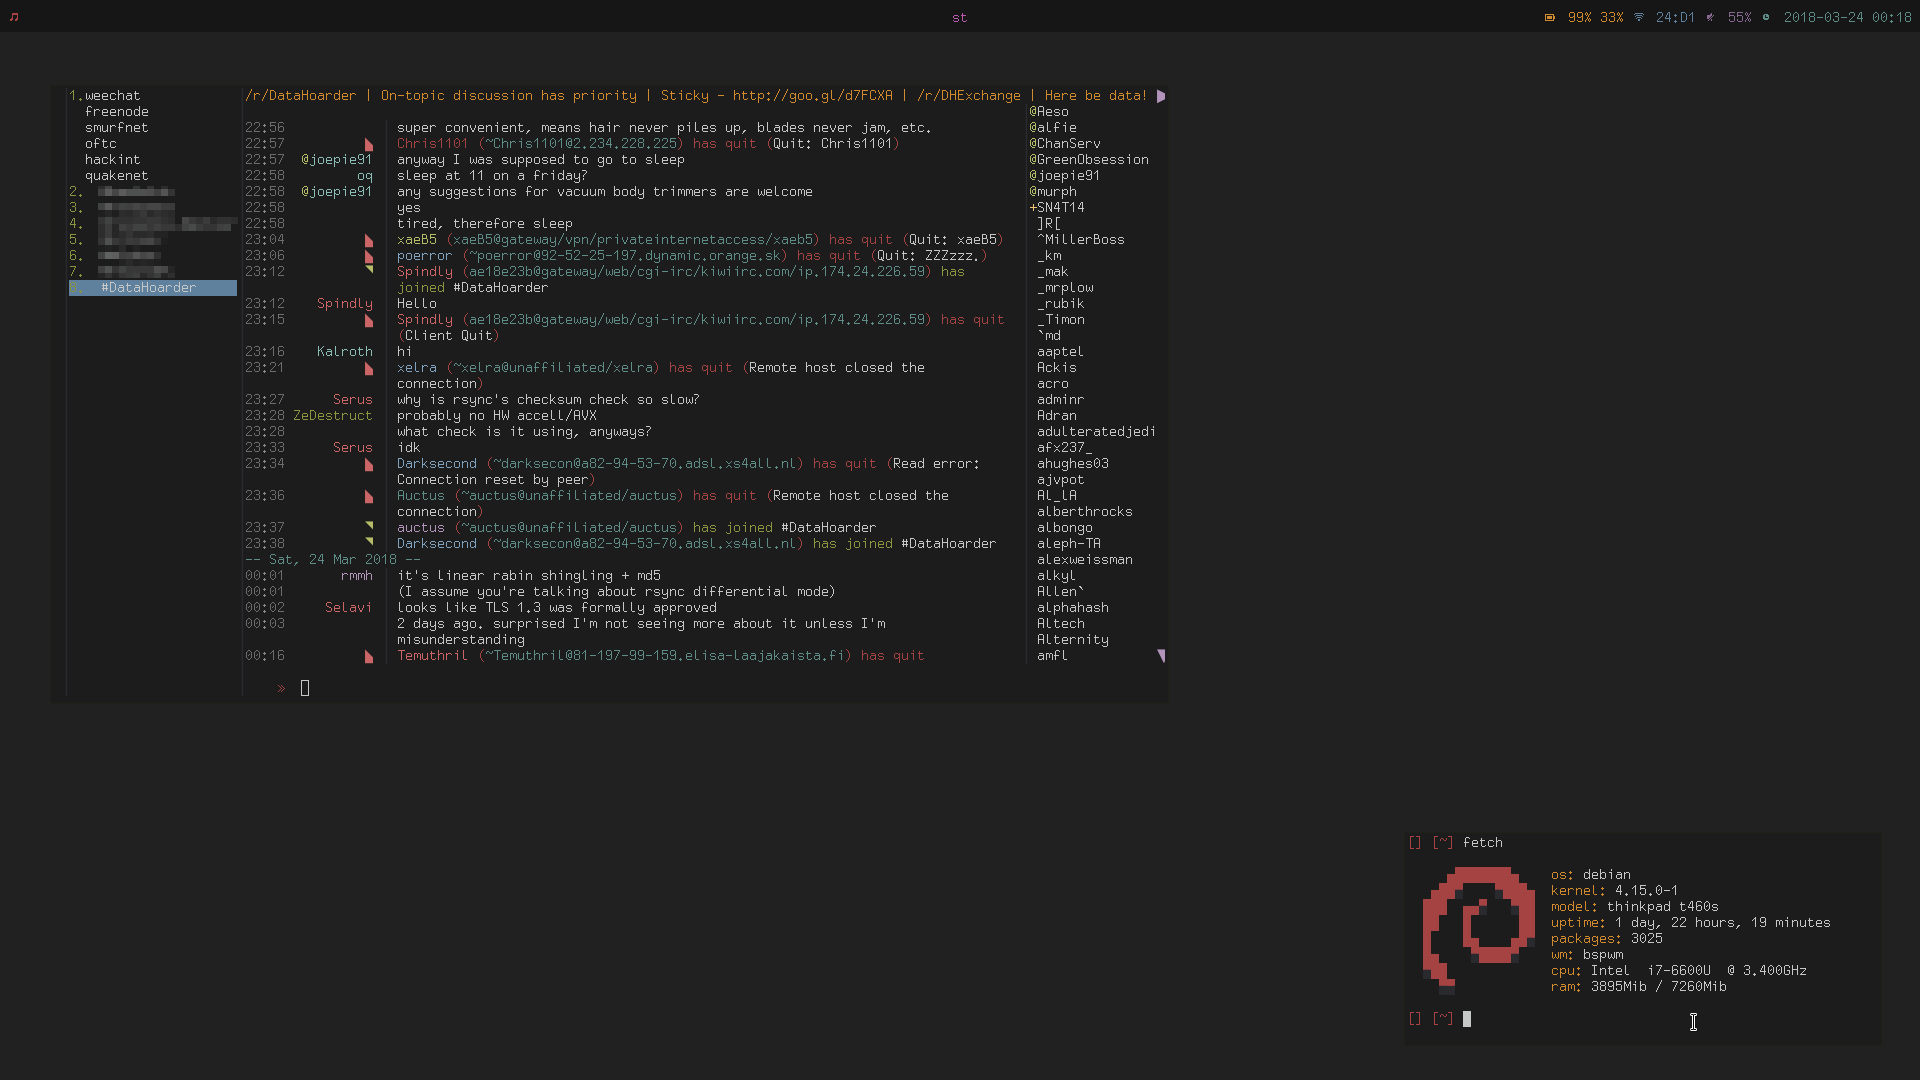 st
99% 33% 24:D1 55% 2018-03-24 00:18
1.weechat
freenode
smurfnet
oftc
hackint
quakenet
2.
3.
4.
5.
6.
7.
8. #DataHoarder
/r/DataHoarder | On-topic discussion has priority | Sticky - http://goo.gl/d7FCXA | /r/DHExchange | Here be data!
22:56 super convenient, means hair never piles up, blades never jam, etc.
22:57 Chris1101 (~Chris1101@2.234.228.225) has quit (Quit: Chris1101)
22:57 @joepie91 anyway I was supposed to go to sleep
22:58 oq sleep at 11 on a friday?
22:58 @joepie91 any suggestions for vacuum body trimmers are welcome
22:58 yes
22:58 tired, therefore sleep
23:04 xaeB5 (xaeB5@gateway/vpn/privateinternetaccess/xaeb5) has quit (Quit: xaeB5)
23:06 poerror (~poerror@92-52-25-197.dynamic.orange.sk) has quit (Quit: ZZZzzz.)
23:12 Spindly (ae18e23b@gateway/web/cgi-irc/kiwiirc.com/ip.174.24.226.59) has
joined #DataHoarder
23:12 Spindly Hello
23:15 Spindly (ae18e23b@gateway/web/cgi-irc/kiwiirc.com/ip.174.24.226.59) has quit
(Client Quit)
23:16 Kalroth hi
23:21 xelra (~xelra@unaffiliated/xelra) has quit (Remote host closed the
connection)
23:27 Serus why is rsync's checksum check so slow?
23:28 ZeDestruct probably no HW accell/AVX
23:28 what check is it using, anyways?
23:33 Serus idk
23:34 Darksecond (~darksecon@a82-94-53-70.adsl.xs4all.nl) has quit (Read error:
Connection reset by peer)
23:36 Auctus (~auctus@unaffiliated/auctus) has quit (Remote host closed the
connection)
23:37 auctus (~auctus@unaffiliated/auctus) has joined #DataHoarder
23:38 Darksecond (~darksecon@a82-94-53-70.adsl.xs4all.nl) has joined #DataHoarder
-- Sat, 24 Mar 2018 --
00:01 rmmh it's linear rabin shingling + md5
00:01 (I assume you're talking about rsync differential mode)
00:02 Selavi looks like TLS 1.3 was formally approved
00:03 2 days ago. surprised I'm not seeing more about it unless I'm
misunderstanding
00:16 Temuthril (~Temuthril@81-197-99-159.elisa-laajakaista.fi) has quit
»
@Aeso
@alfie
@ChanServ
@GreenObsession
@joepie91
@murph
+SN4T14
]R[
^MillerBoss
_km
_mak
_mrplow
_rubik
_Timon
`md
aaptel
Ackis
acro
adminr
Adran
adulteratedjedi
afx237_
ahughes03
ajvpot
Al_lA
alberthrocks
albongo
aleph-TA
alexweissman
alkyl
Allen`
alphahash
Altech
Alternity
amfl
[] [~] fetch
os: debian
kernel: 4.15.0-1
model: thinkpad t460s
uptime: 1 day, 22 hours, 19 minutes
packages: 3025
wm: bspwm
cpu: Intel i7-6600U @ 3.400GHz
ram: 3895Mib / 7260Mib
[] [~]